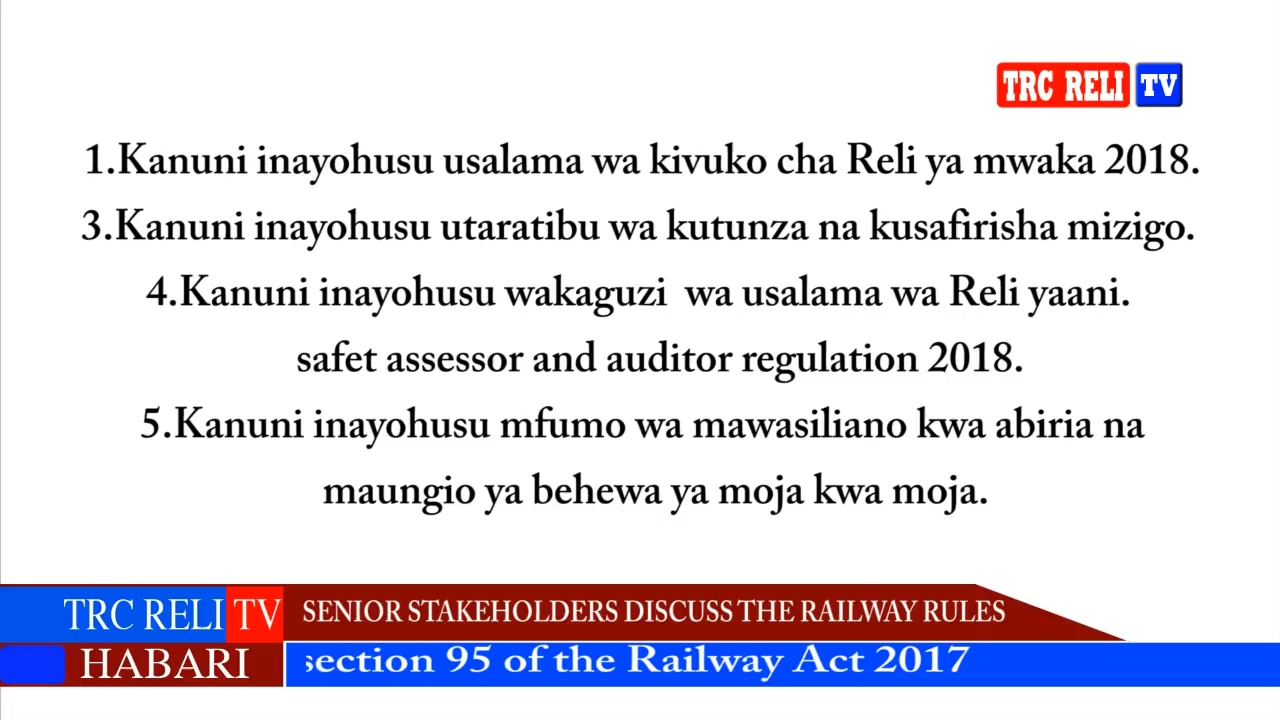 TRC RELI TV
1.Kanuni inayohusu usalama wa kivuko cha Reli ya mwaka 2018.
3.Kanuni inayohusu utaratibu wa kutunza na kusafirisha mizigo.
4.Kanuni inayohusu wakaguzi wa usalama wa Reli yaani.
safet assessor and auditor regulation 2018.
5.Kanuni inayohusu mfumo wa mawasiliano kwa abiria na
maungio ya behewa ya moja kwa moja.
TRC RELI TV
SENIOR STAKEHOLDERS DISCUSS THE RAILWAY RULES
HABARI
section 95 of the Railway Act 2017